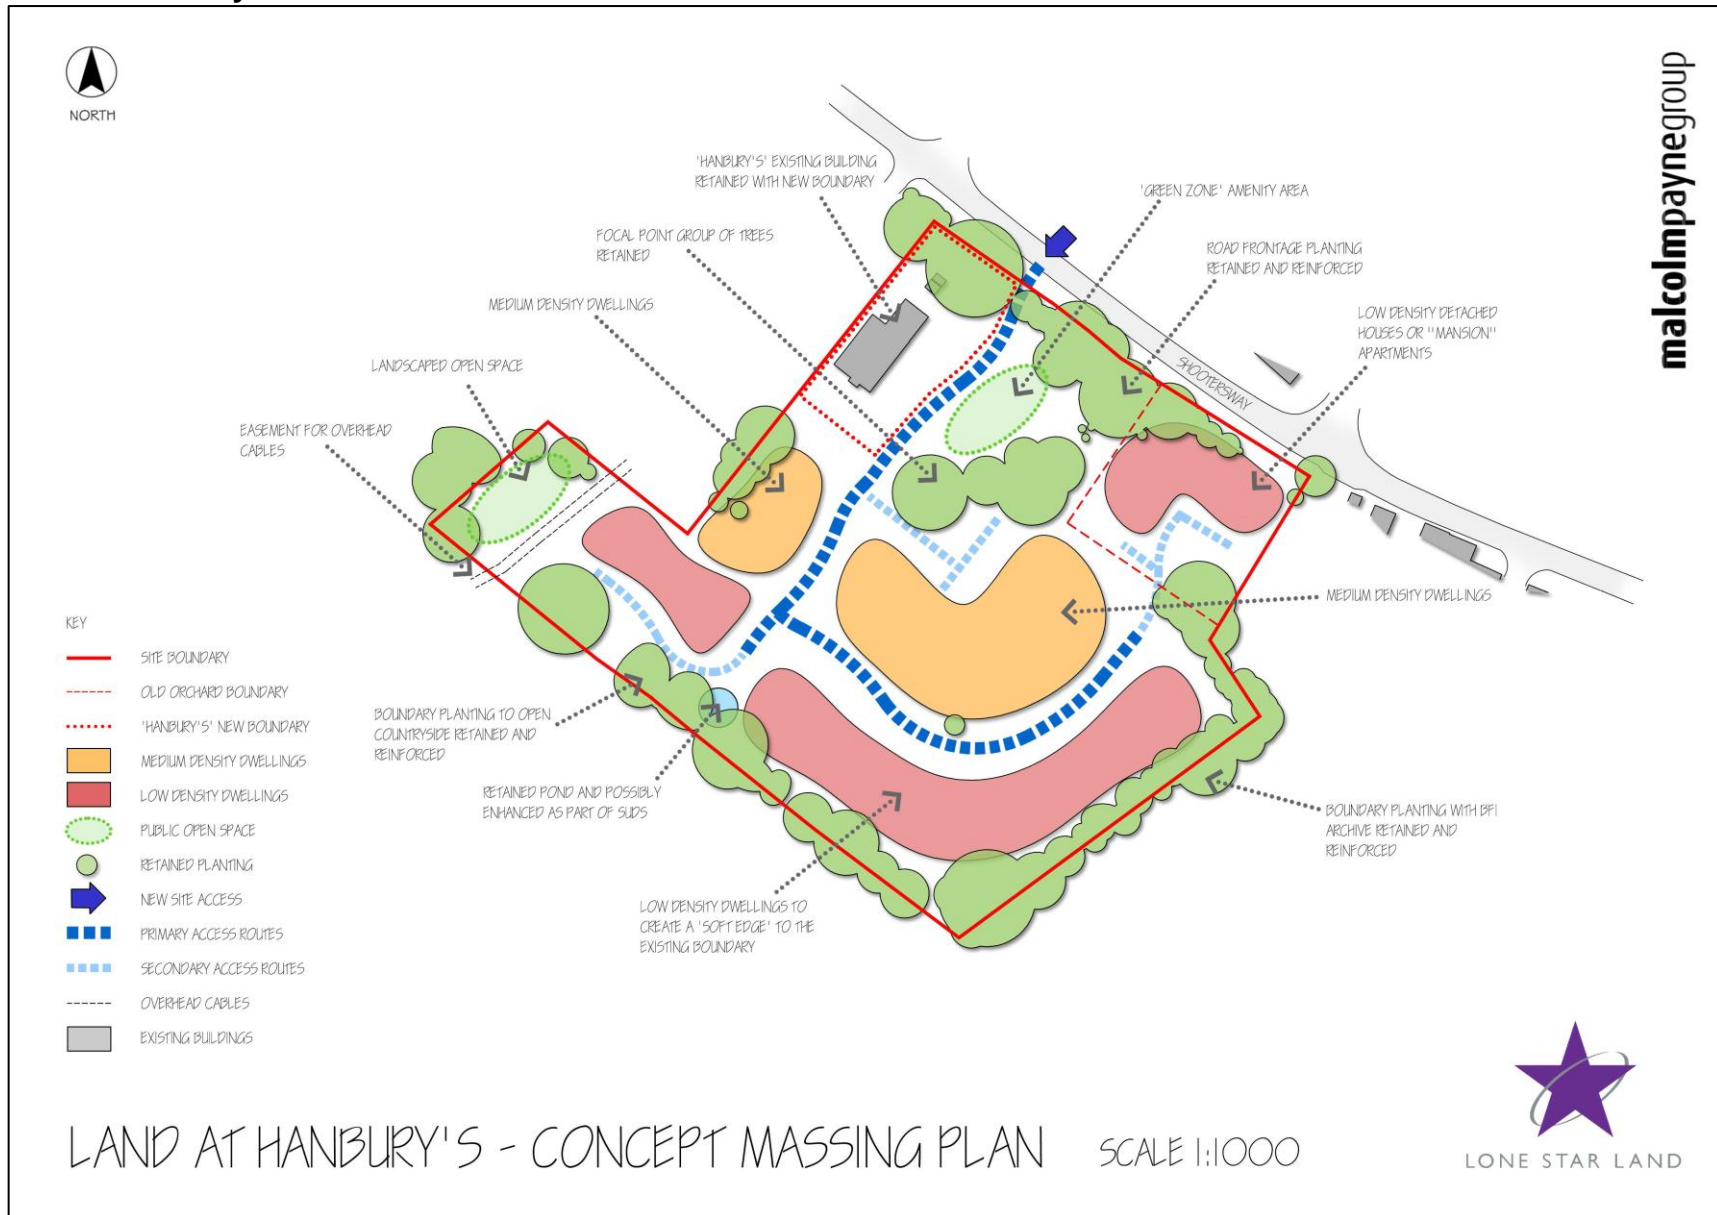 NORTH
malcolmpaynegroup
'HANBURY'S' EXISTING BUILDING
RETAINED WITH NEW BOUNDARY
'GREEN ZONE' AMENITY AREA
FOCAL POINT GROUP OF TREES
RETAINED
ROAD FRONTAGE PLANTING
RETAINED AND REINFORCED
MEDIUM DENSITY DWELLINGS
LOW DENSITY DETACHED
HOUSES OR "MANSION"
APARTMENTS
SHOOTERSWAY
LANDSCAPED OPEN SPACE
EASEMENT FOR OVERHEAD
CABLES
MEDIUM DENSITY DWELLINGS
KEY
SITE BOUNDARY
OLD ORCHARD BOUNDARY
'HANBURY'S' NEW BOUNDARY
MEDIUM DENSITY DWELLINGS
LOW DENSITY DWELLINGS
PUBLIC OPEN SPACE
RETAINED PLANTING
NEW SITE ACCESS
PRIMARY ACCESS ROUTES
SECONDARY ACCESS ROUTES
OVERHEAD CABLES
EXISTING BUILDINGS
BOUNDARY PLANTING TO OPEN
COUNTRYSIDE RETAINED AND
REINFORCED
RETAINED POND AND POSSIBLY
ENHANCED AS PART OF SUDS
BOUNDARY PLANTING WITH BFI
ARCHIVE RETAINED AND
REINFORCED
LOW DENSITY DWELLINGS TO
CREATE A 'SOFT EDGE' TO THE
EXISTING BOUNDARY
LAND AT HANBURY'S - CONCEPT MASSING PLAN SCALE 1:1000
LONE STAR LAND